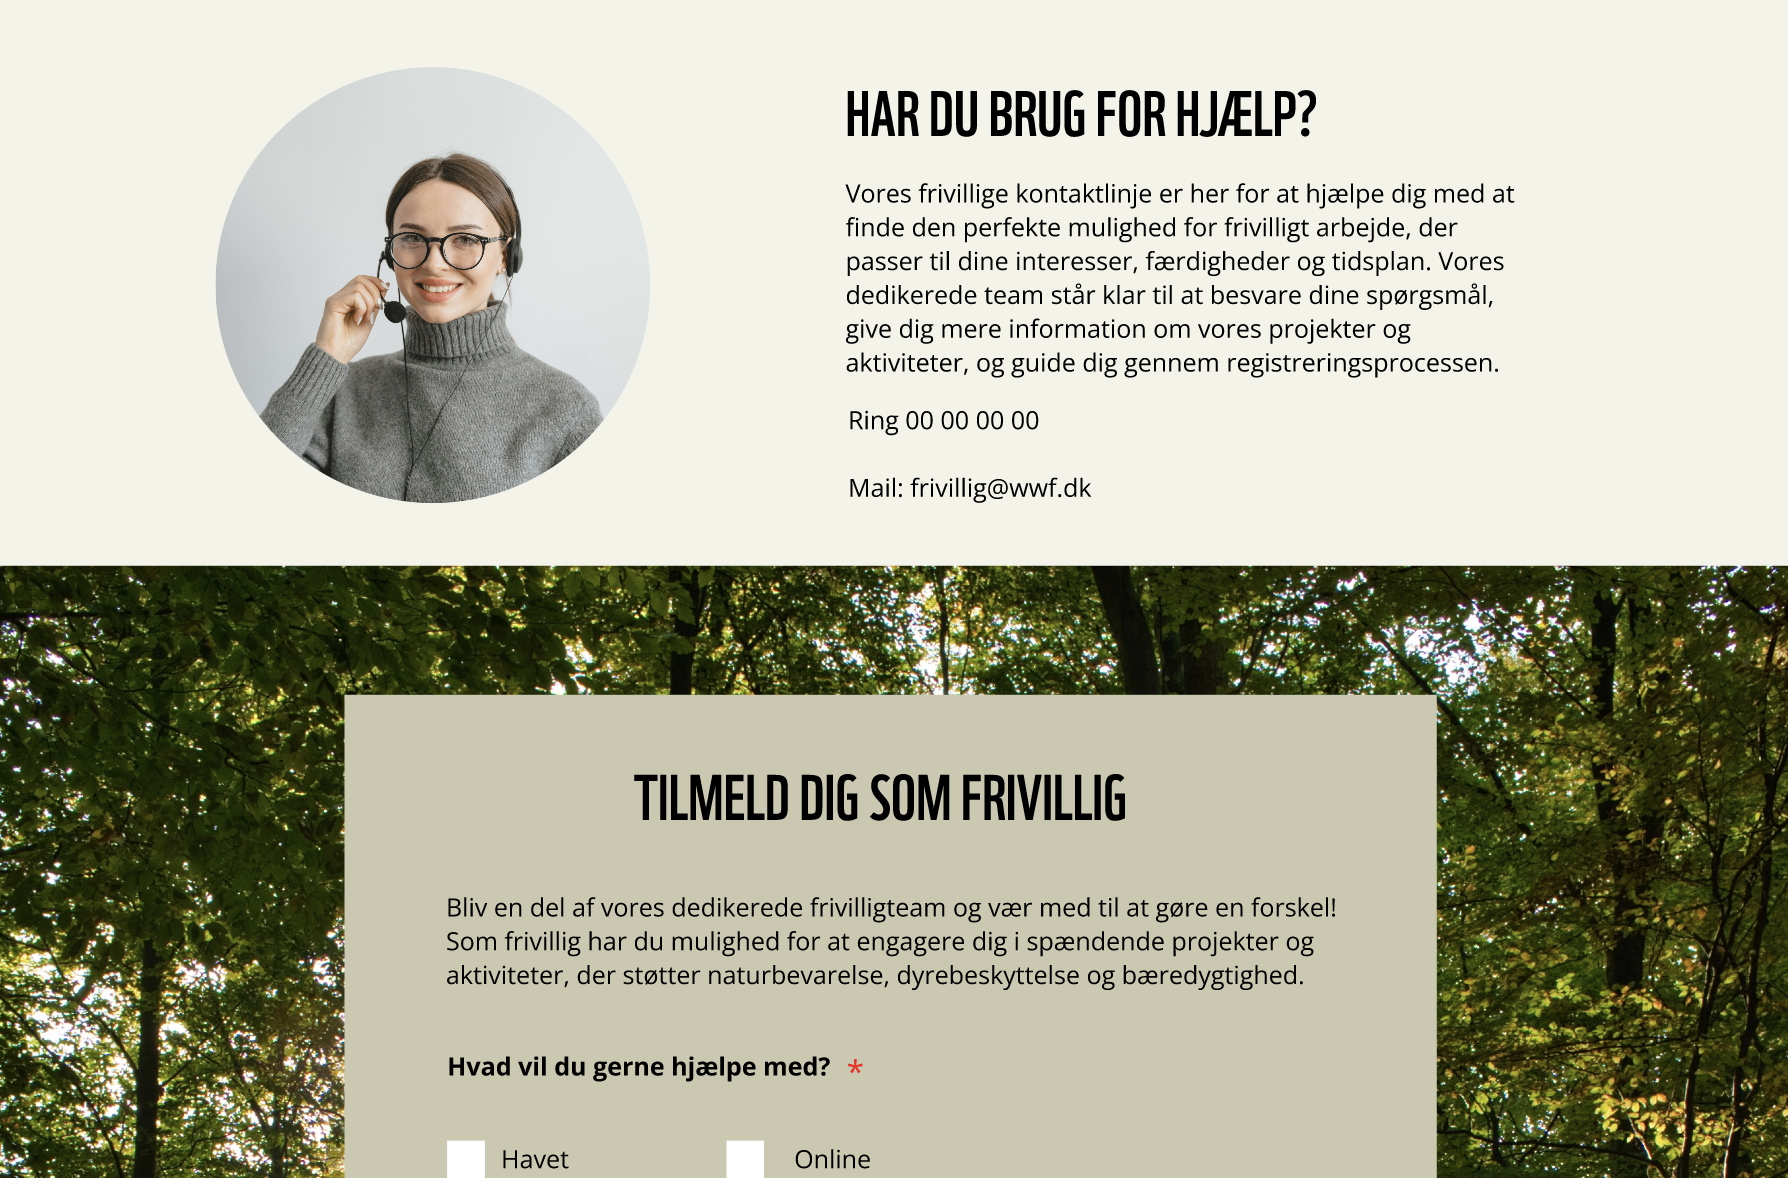 HAR DU BRUG FOR HJÆLP?
Vores frivillige kontaktlinje er her for at hjælpe dig med at
finde den perfekte mulighed for frivilligt arbejde, der
passer til dine interesser, færdigheder og tidsplan. Vores
dedikerede team står klar til at besvare dine spørgsmål,
give dig mere information om vores projekter og
aktiviteter, og guide dig gennem registreringsprocessen.
Ring 00 00 00 00
Mail: frivillig@wwf.dk
TILMELD DIG SOM FRIVILLIG
Bliv en del af vores dedikerede frivilligteam og vær med til at gøre en forskel!
Som frivillig har du mulighed for at engagere dig i spændende projekter og
aktiviteter, der støtter naturbevarelse, dyrebeskyttelse og bæredygtighed.
Hvad vil du gerne hjælpe med? *
Havet
Online